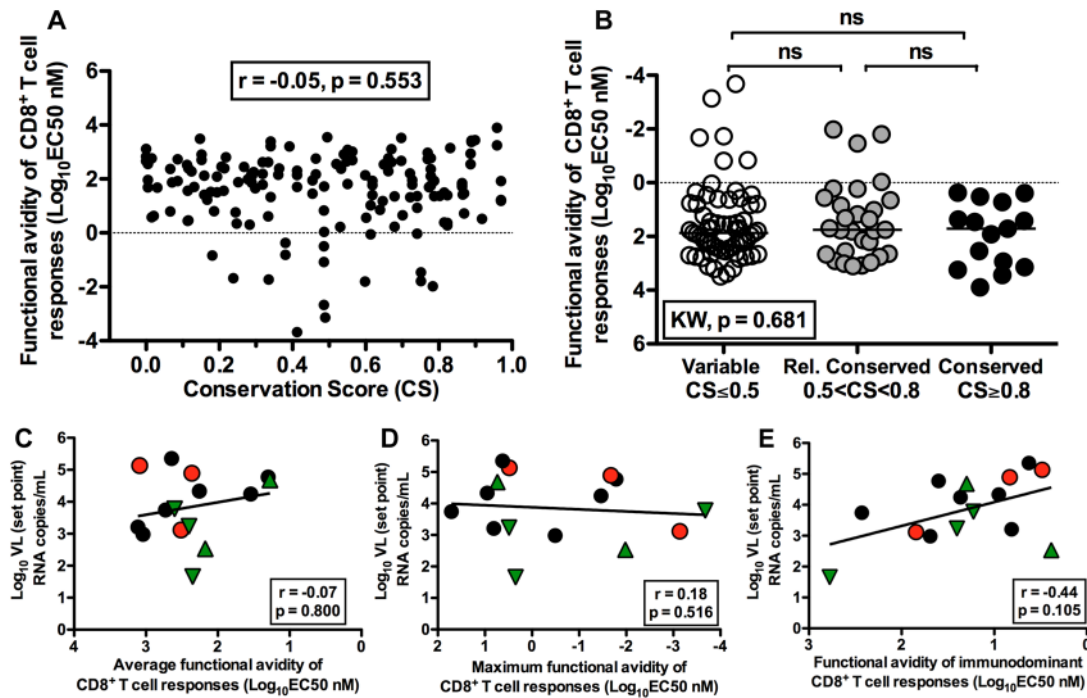 A
Functional avidity of CD8⁺ T cell
responses (Log₁₀EC50 nM)
6
4
2
0
-2
-4
r = -0.05, p = 0.553
0.0 0.2 0.4 0.6 0.8 1.0
Conservation Score (CS)
B
Functional avidity of CD8⁺ T cell
responses (Log₁₀EC50 nM)
-4
-2
0
2
4
6
ns
ns ns
KW, p = 0.681
Variable Rel. Conserved Conserved
CS≤0.5 0.5<CS<0.8 CS≥0.8
C
Log₁₀ VL (set point)
RNA copies/mL
6
5
4
3
2
1
0
3 2 1 0
r = -0.07
p = 0.800
Average functional avidity of
CD8⁺ T cell responses (Log₁₀EC50 nM)
D
Log₁₀ VL (set point)
RNA copies/mL
6
5
4
3
2
1
0
2 1 0 -1 -2 -3 -4
r = 0.18
p = 0.516
Maximum functional avidity of
CD8⁺ T cell responses (Log₁₀EC50 nM)
E
Log₁₀ VL (set point)
RNA copies/mL
6
5
4
3
2
1
0
3 2 1 0
r = -0.44
p = 0.105
Functional avidity of immunodominant
CD8⁺ T cell responses (Log₁₀EC50 nM)